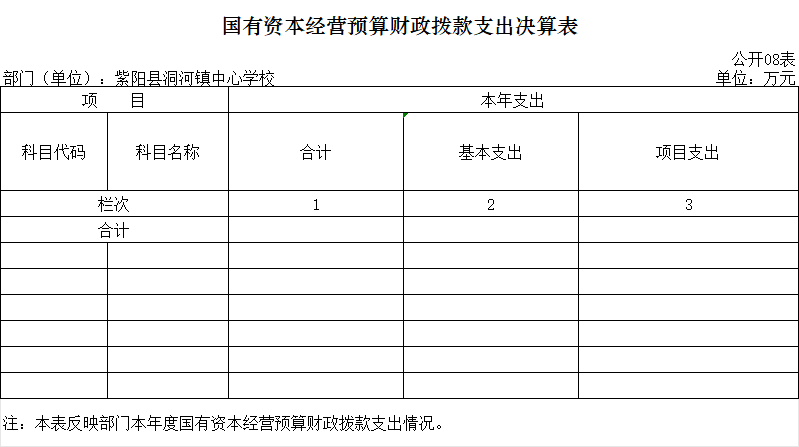 国有资本经营预算财政拨款支出决算表
公开08表
部门（单位）：紫阳县洞河镇中心学校 单位：万元
项 目 本年支出
科目代码 科目名称 合计 基本支出 项目支出
栏次 1 2 3
合计
注：本表反映部门本年度国有资本经营预算财政拨款支出情况。